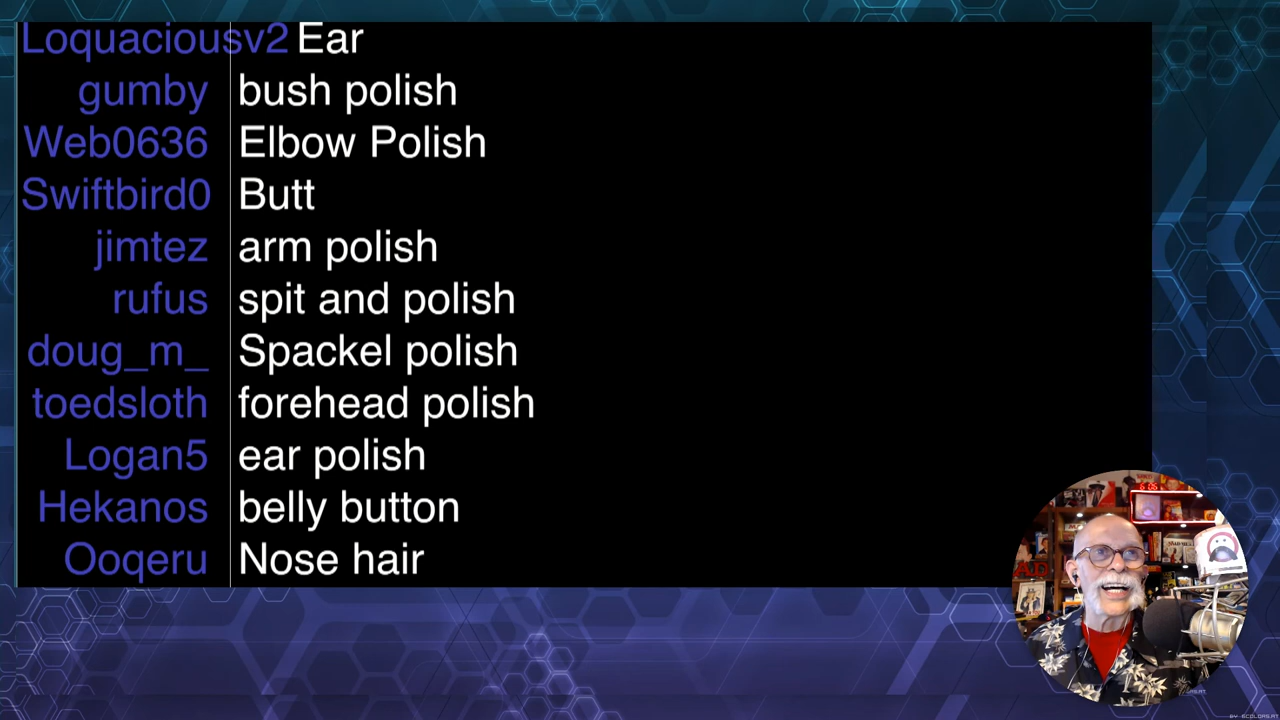 Loquaciousv2 Ear
gumby bush polish
Web0636 Elbow Polish
Swiftbird0 Butt
jimtez arm polish
rufus spit and polish
doug_m_ Spackel polish
toedsloth forehead polish
Logan5 ear polish
Hekanos belly button
Ooqeru Nose hair